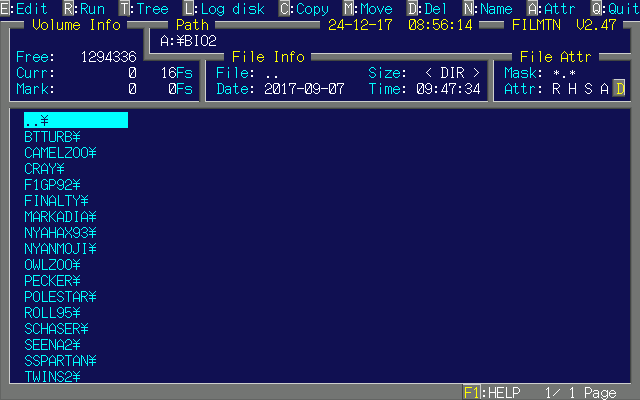 E:Edit R:Run T:Tree L:Log disk C:Copy M:Move D:Del N:Name A:Attr Q:Quit
Volume Info Path 24-12-17 08:56:14 FILMTN V2.47
A:¥BIO2
Free: 1294336 File Info File Attr
Curr: 0 16Fs File: .. Size: < DIR > Mask: *.*
Mark: 0 0Fs Date: 2017-09-07 Time: 09:47:34 Attr: R H S A D
..¥
BTTURB¥
CAMELZOO¥
CRAY¥
F1GP92¥
FINALTY¥
MARKADIA¥
NYAHAX93¥
NYANMOJI¥
OWLZOO¥
PECKER¥
POLESTAR¥
ROLL95¥
SCHASER¥
SEENA2¥
SSPARTAN¥
TWINS2¥
F1:HELP 1/ 1 Page